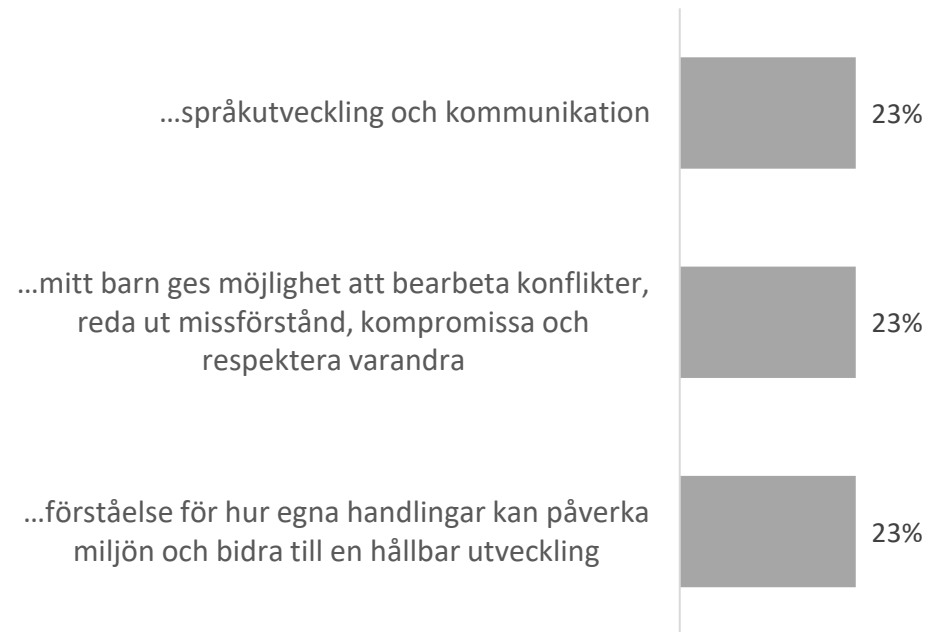 …språkutveckling och kommunikation
23%
…mitt barn ges möjlighet att bearbeta konflikter,
reda ut missförstånd, kompromissa och
respektera varandra
23%
…förståelse för hur egna handlingar kan påverka
miljön och bidra till en hållbar utveckling
23%